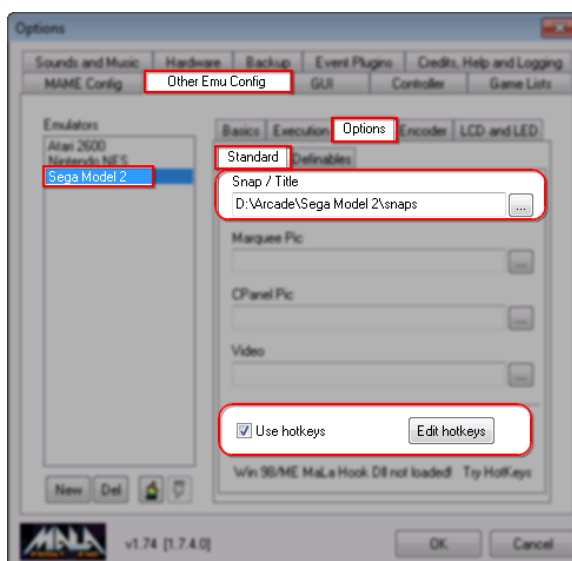 Options
Sounds and Music Hardware Backup Event Plugins Credits, Help and Logging
MAME Config Other Emu Config GUI Controller Game Lists
Emulators
Atari 2600
Nintendo NES
Sega Model 2
Basics Execution Options Encoder LCD and LED
Standard Definables
Snap / Title
D:\Arcade\Sega Model 2\snaps
...
Marquee Pic
...
CPanel Pic
...
Video
...
Use hotkeys Edit hotkeys
Win 98/ME MaLa Hook Dll not loaded! Try HotKeys
New Del
MALA v1.74 [1.7.4.0] OK Cancel